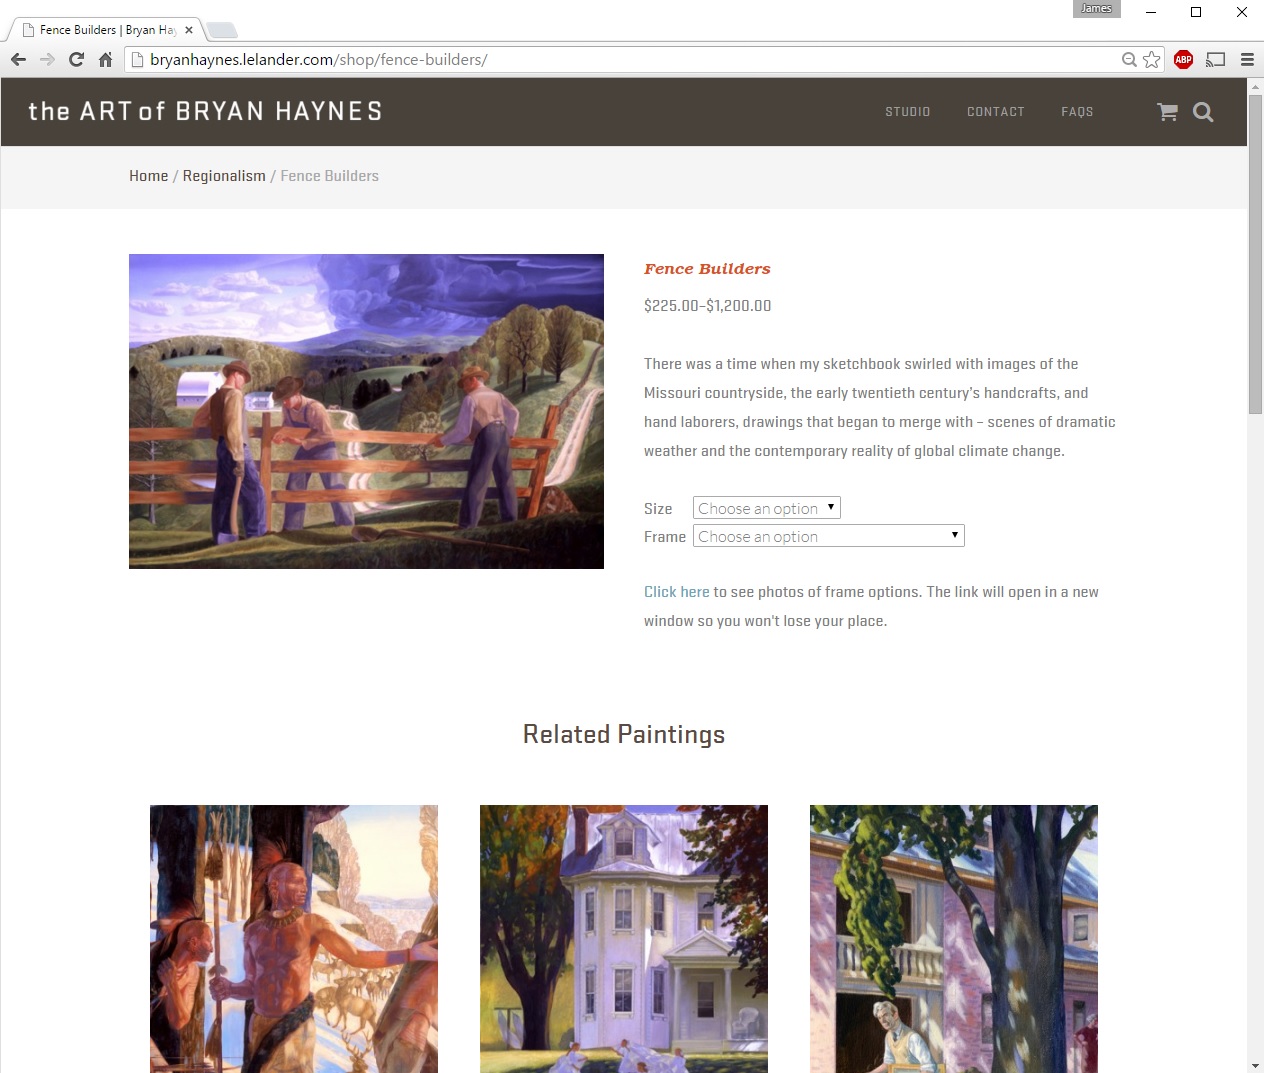 James
Fence Builders | Bryan Hay
bryanhaynes.lelander.com/shop/fence-builders/
ABP
the ART of BRYAN HAYNES
STUDIO CONTACT FAQS
Home / Regionalism / Fence Builders
Fence Builders
$225.00–$1,200.00
There was a time when my sketchbook swirled with images of the
Missouri countryside, the early twentieth century's handcrafts, and
hand laborers, drawings that began to merge with – scenes of dramatic
weather and the contemporary reality of global climate change.
Size Choose an option
Frame Choose an option
Click here to see photos of frame options. The link will open in a new
window so you won't lose your place.
Related Paintings